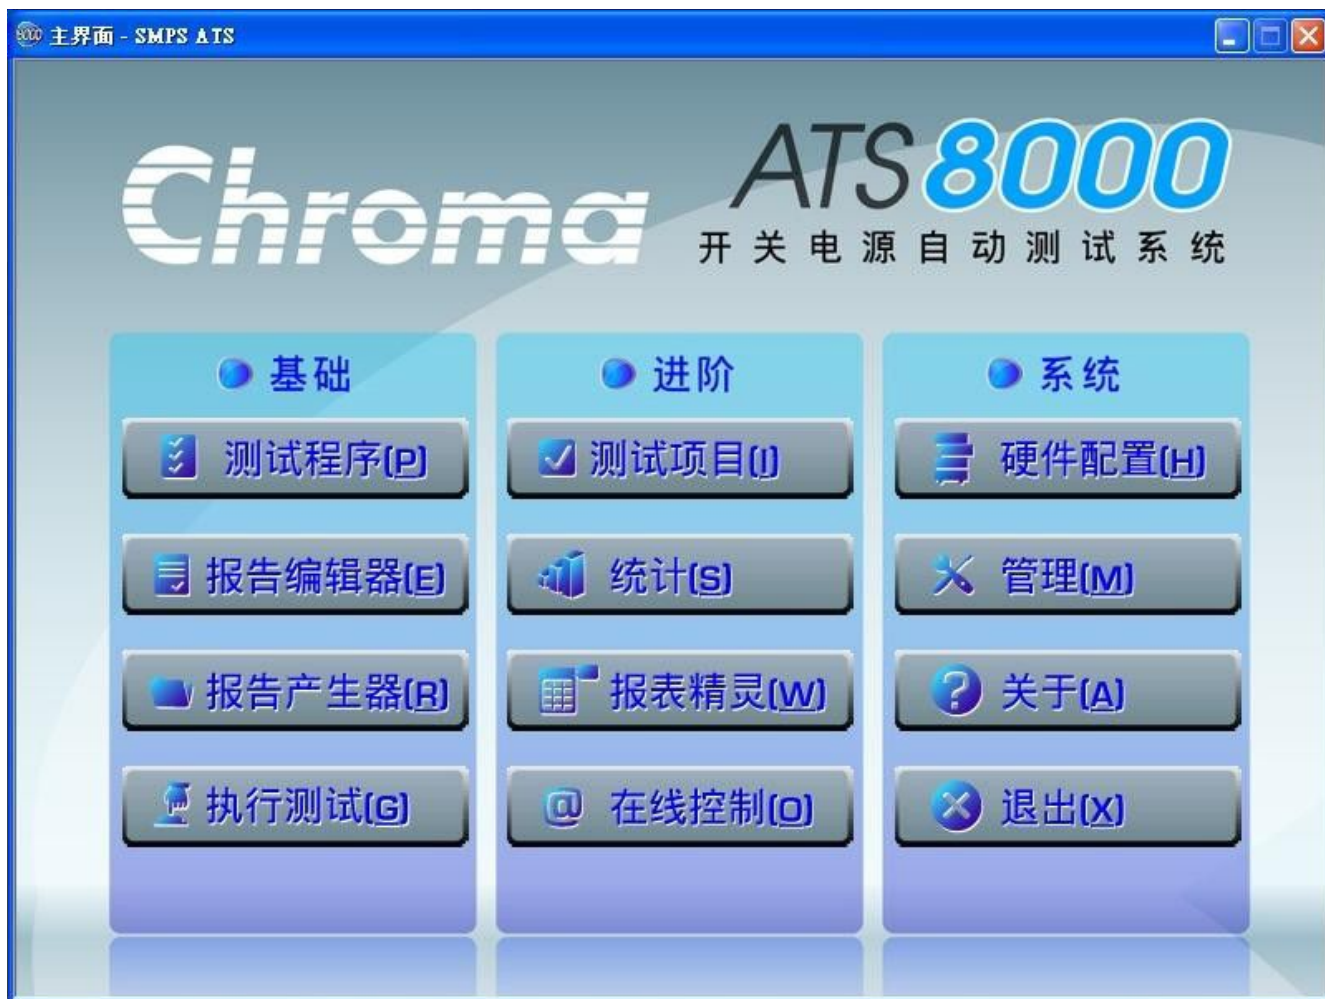 主界面 - SMPS ATS
Chroma
ATS 8000
开关电源自动测试系统
基础
测试程序(P)
报告编辑器(E)
报告产生器(R)
执行测试(G)
进阶
测试项目(I)
统计(S)
报表精灵(W)
@ 在线控制(O)
系统
硬件配置(H)
管理(M)
? 关于(A)
退出(X)